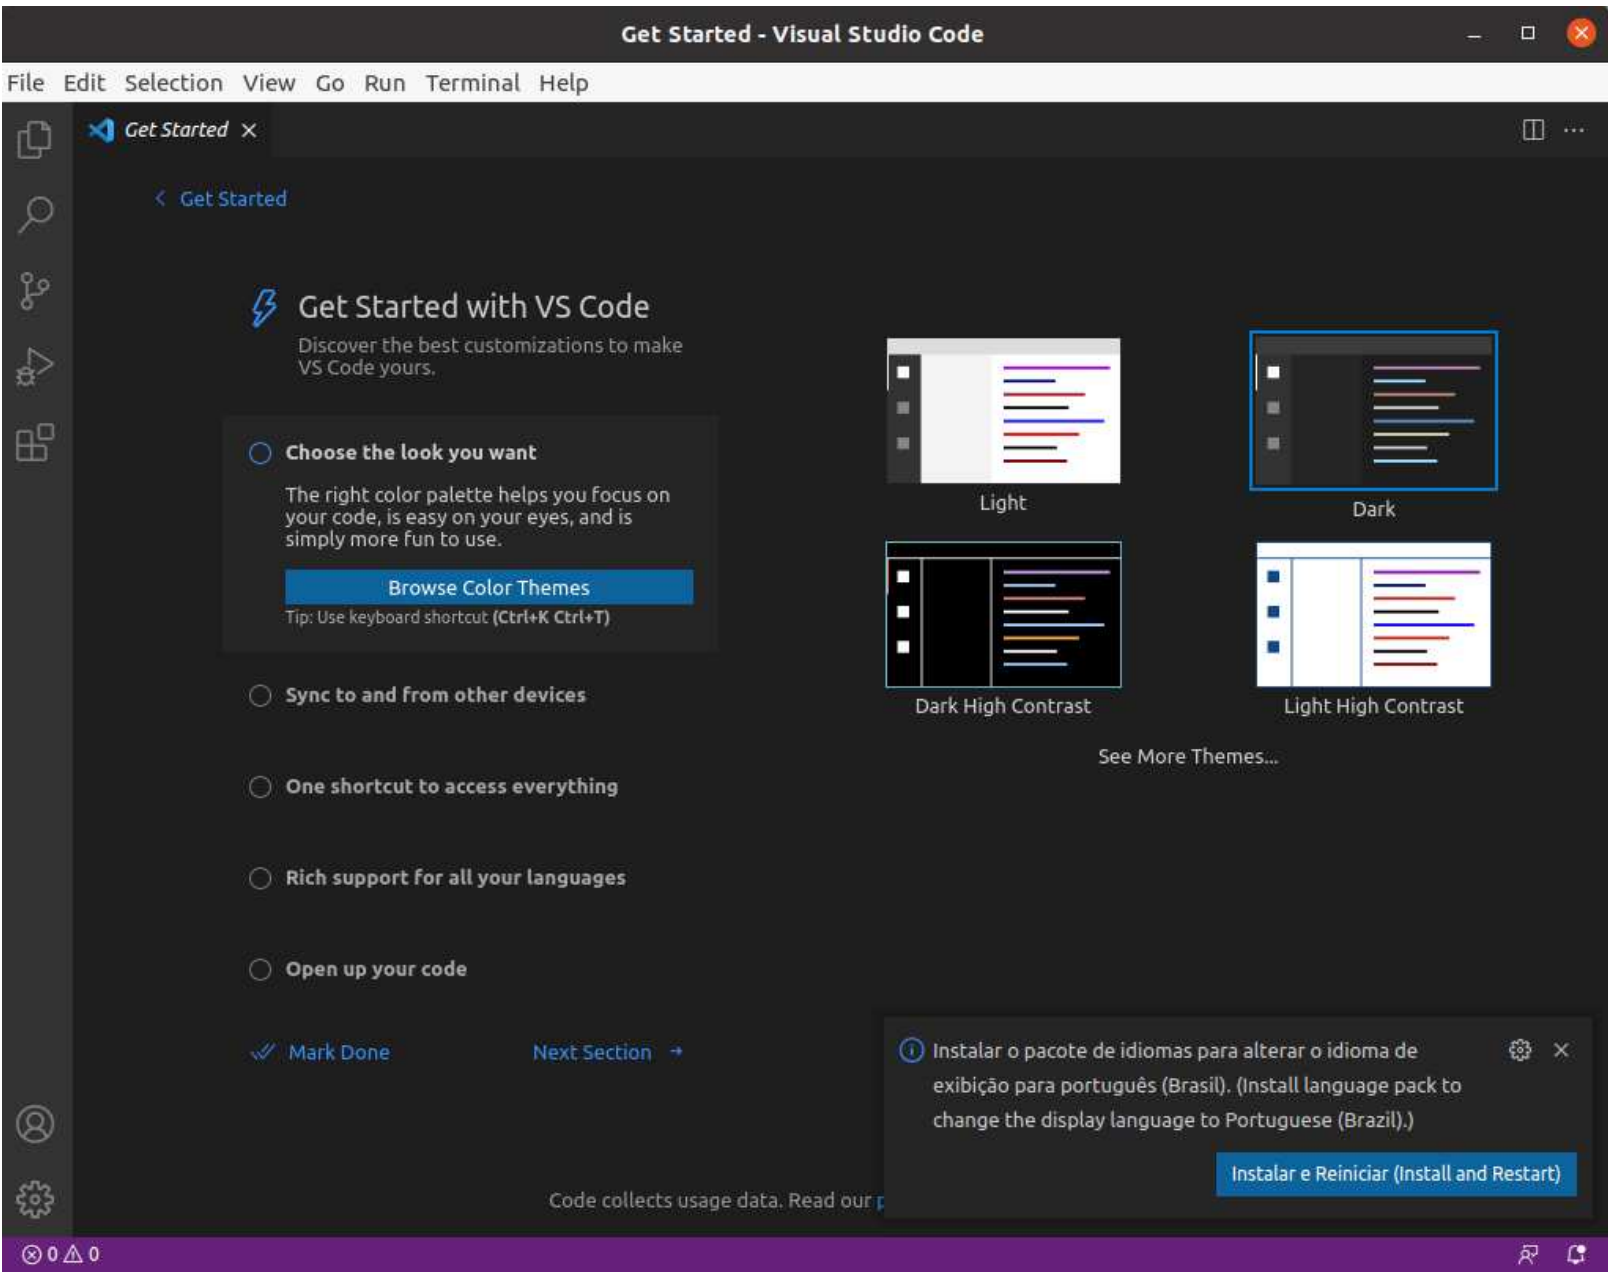 Get Started - Visual Studio Code
File Edit Selection View Go Run Terminal Help
Get Started
Get Started
Get Started with VS Code
Discover the best customizations to make
VS Code yours.
Choose the look you want
The right color palette helps you focus on
your code, is easy on your eyes, and is
simply more fun to use.
Browse Color Themes
Tip: Use keyboard shortcut (Ctrl+K Ctrl+T)
Sync to and from other devices
One shortcut to access everything
Rich support for all your languages
Open up your code
Mark Done
Next Section
Light
Dark
Dark High Contrast
Light High Contrast
See More Themes...
Instalar o pacote de idiomas para alterar o idioma de
exibição para português (Brasil). (Install language pack to
change the display language to Portuguese (Brazil).)
Instalar e Reiniciar (Install and Restart)
Code collects usage data. Read our
0 0